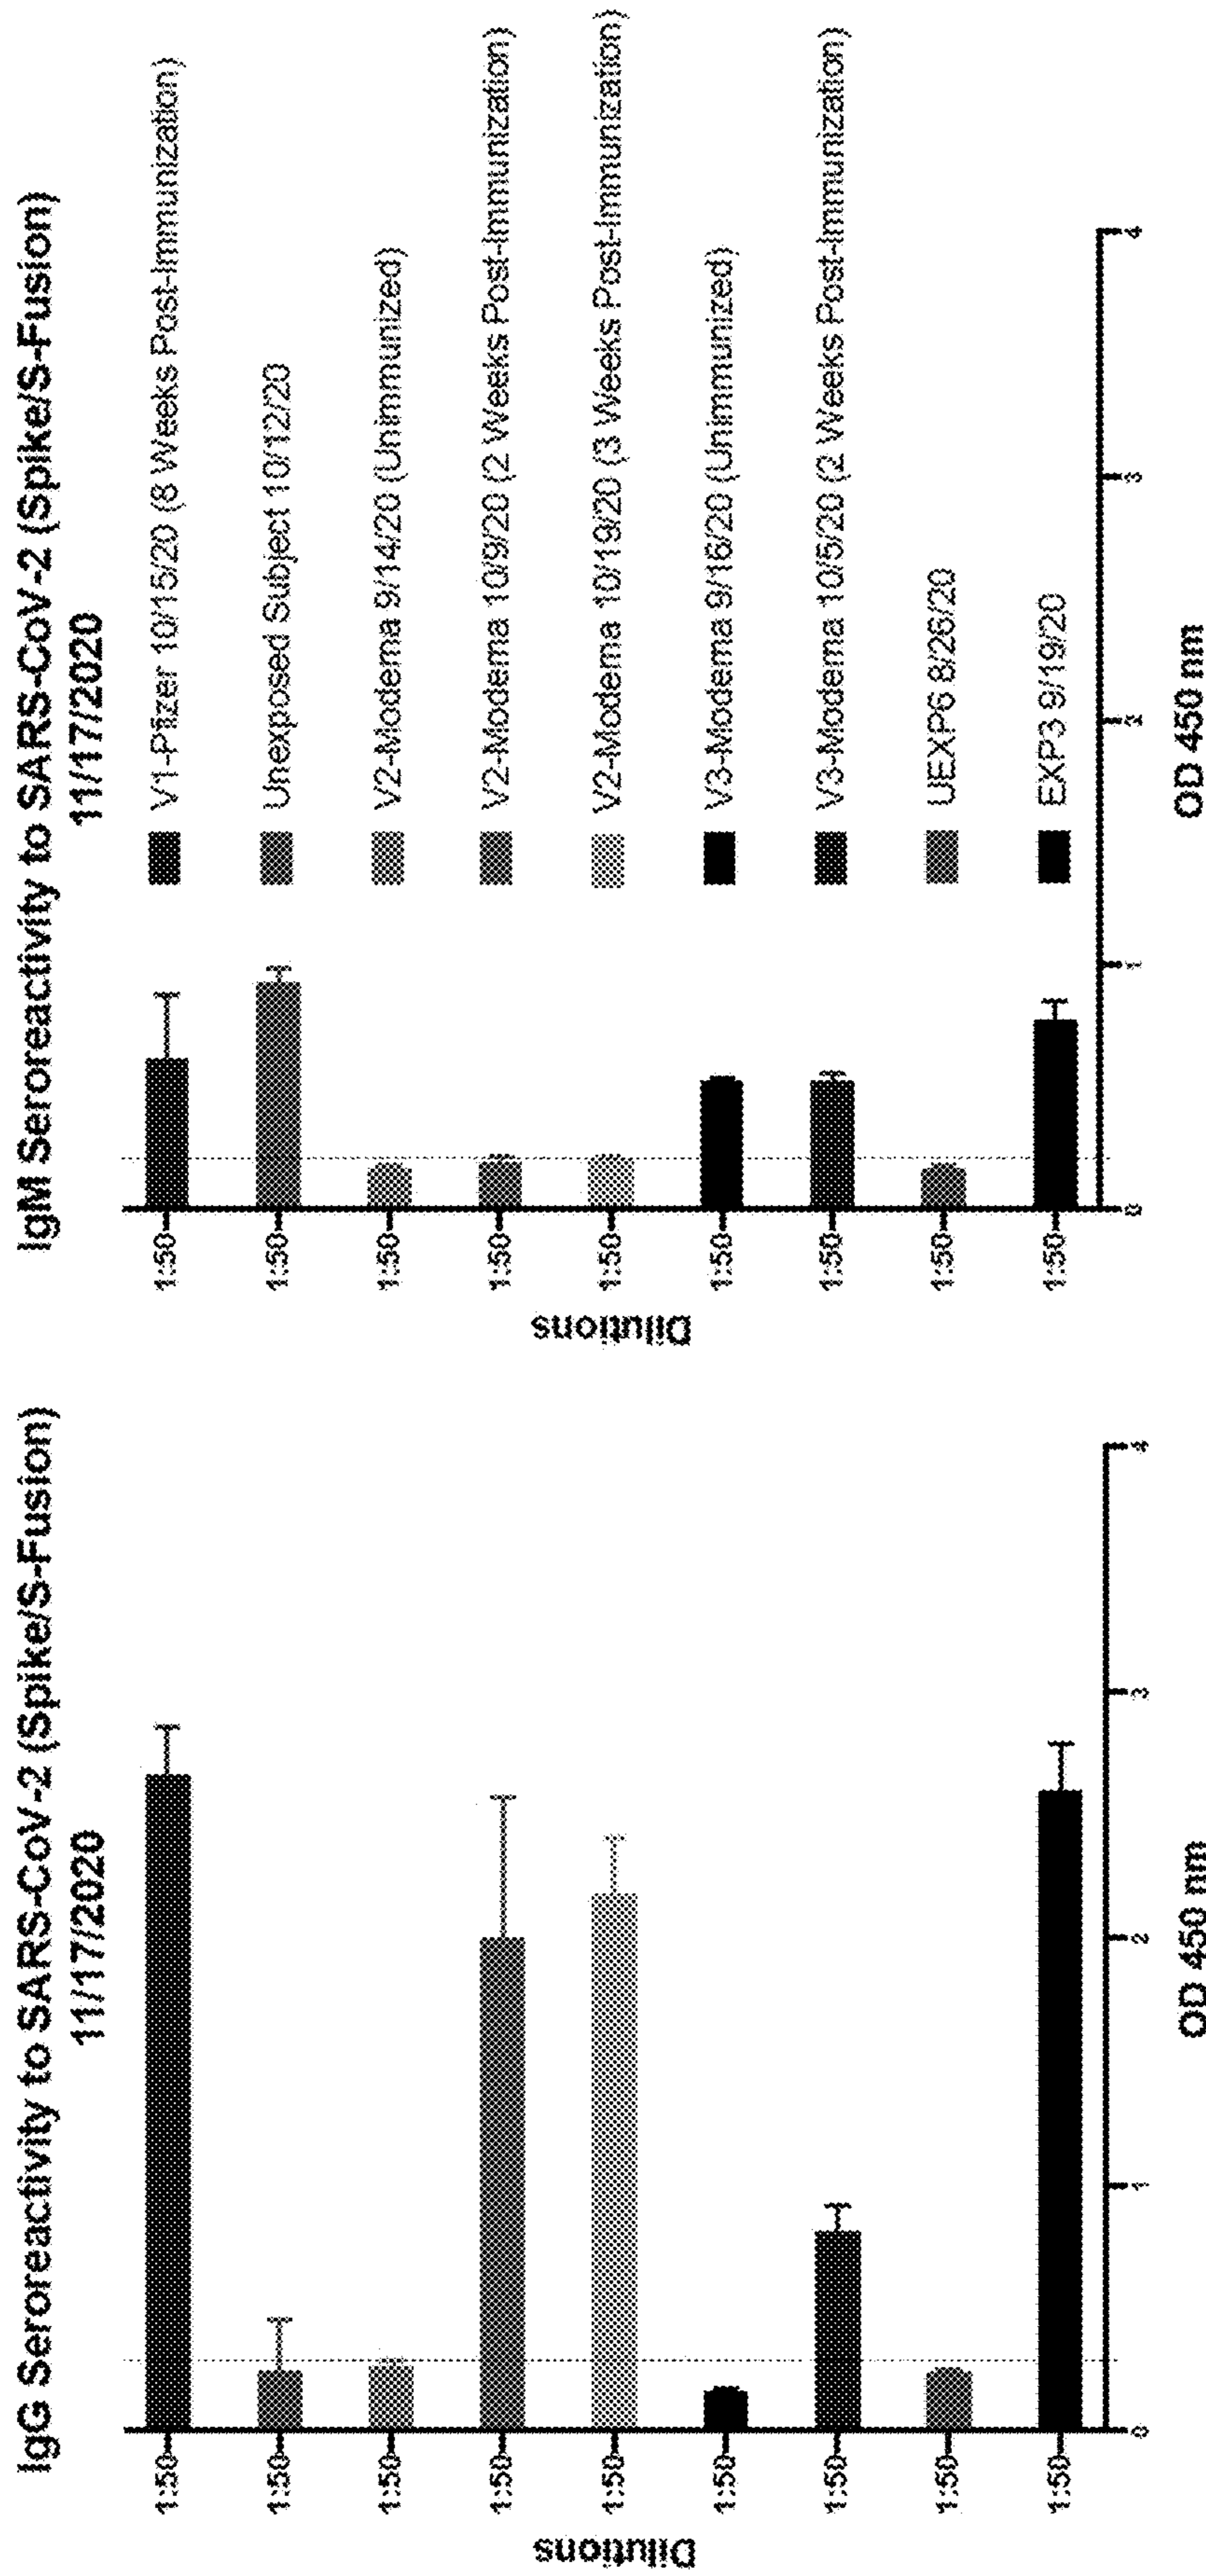 IgG Seroreactivity to SARS-CoV-2 (Spike/S-Fusion)
11/17/2020
Dilutions
1:50
1:50
1:50
1:50
1:50
1:50
1:50
1:50
1:50
0
1
2
3
4
OD 450 nm
IgM Seroreactivity to SARS-CoV-2 (Spike/S-Fusion)
11/17/2020
Dilutions
1:50
1:50
1:50
1:50
1:50
1:50
1:50
1:50
1:50
0
1
2
3
4
OD 450 nm
V1-Pfizer 10/15/20 (8 Weeks Post-Immunization)
Unexposed Subject 10/12/20
V2-Moderna 9/14/20 (Unimmunized)
V2-Moderna 10/9/20 (2 Weeks Post-Immunization)
V2-Moderna 10/19/20 (3 Weeks Post-Immunization)
V3-Moderna 9/16/20 (Unimmunized)
V3-Moderna 10/5/20 (2 Weeks Post-Immunization)
UEXP6 8/26/20
EXP3 9/19/20